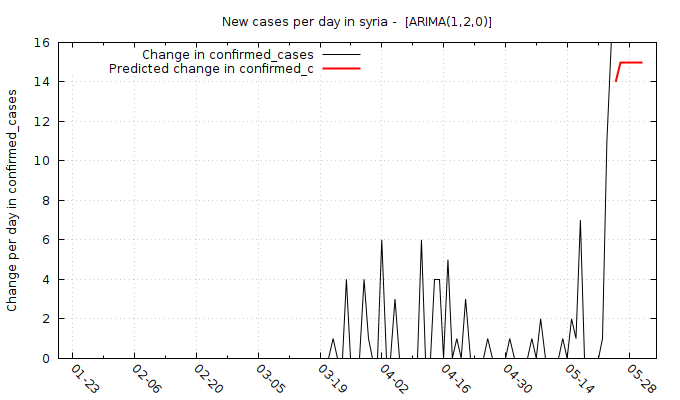 New cases per day in syria -  [ARIMA(1,2,0)]
Change in confirmed_cases
Predicted change in confirmed_c
Change per day in confirmed_cases
16
14
12
10
8
6
4
2
0
01-23 02-06 02-20 03-05 03-19 04-02 04-16 04-30 05-14 05-28